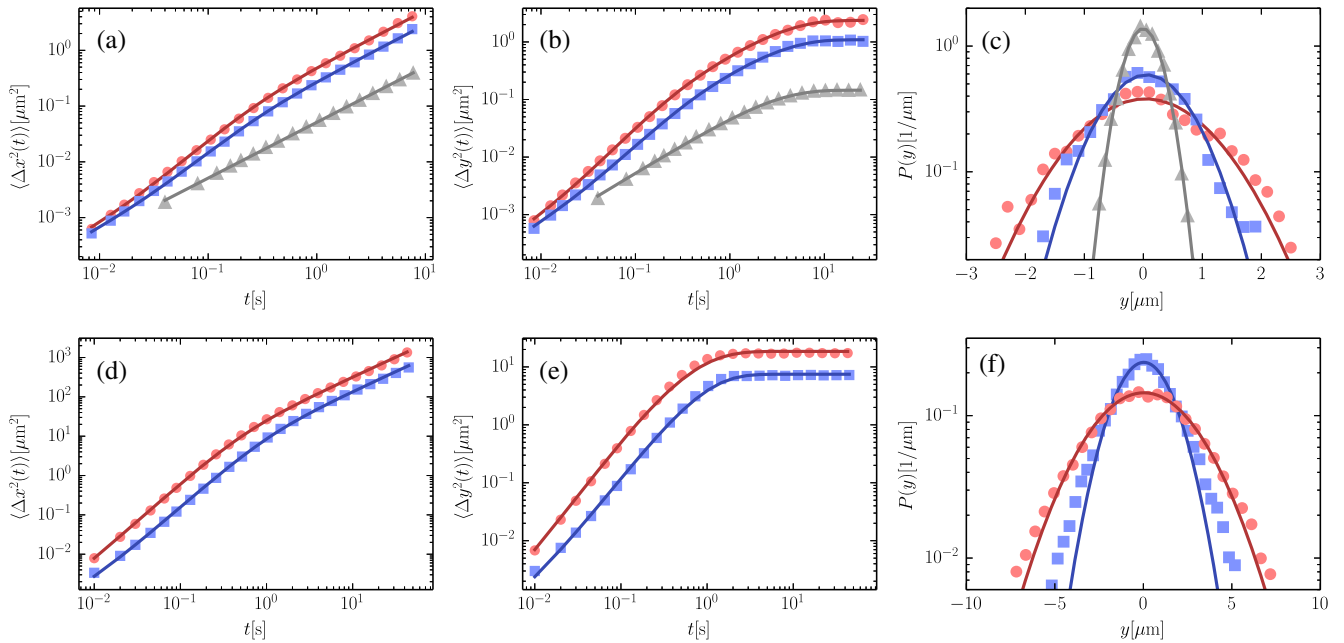 (a)
10⁰
10⁻¹
10⁻²
10⁻³
⟨Δx²(t)⟩[μm²]
10⁻² 10⁻¹ 10⁰ 10¹
t[s]
(b)
10⁰
10⁻¹
10⁻²
10⁻³
⟨Δy²(t)⟩[μm²]
10⁻² 10⁻¹ 10⁰ 10¹
t[s]
(c)
10⁰
10⁻¹
P(y)[1/μm]
−3 −2 −1 0 1 2 3
y[μm]
(d)
10³
10²
10¹
10⁰
10⁻¹
10⁻²
⟨Δx²(t)⟩[μm²]
10⁻² 10⁻¹ 10⁰ 10¹
t[s]
(e)
10¹
10⁰
10⁻¹
10⁻²
⟨Δy²(t)⟩[μm²]
10⁻² 10⁻¹ 10⁰ 10¹
t[s]
(f)
10⁻¹
10⁻²
P(y)[1/μm]
−10 −5 0 5 10
y[μm]